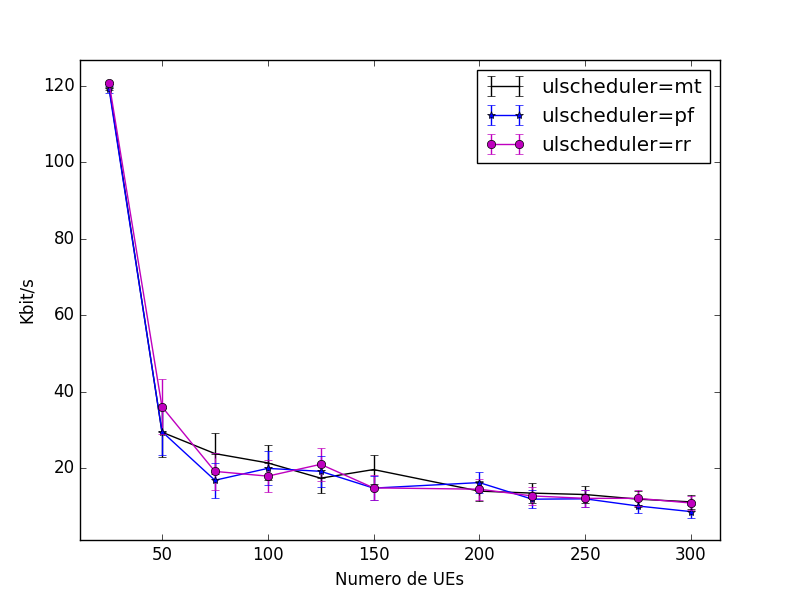 ulscheduler=mt
ulscheduler=pf
ulscheduler=rr
120
100
80
60
40
20
Kbit/s
50 100 150 200 250 300
Numero de UEs